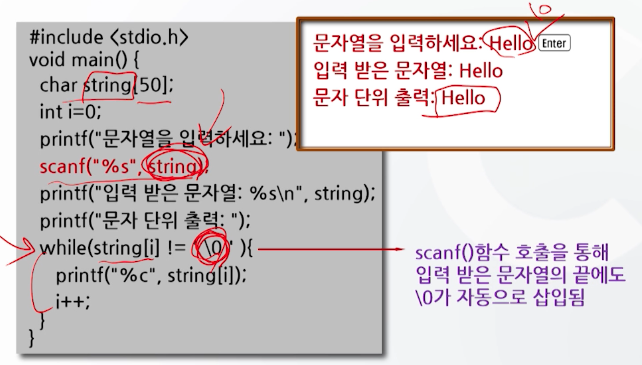 #include <stdio.h>
void main() {
char string[50];
int i=0;
printf("문자열을 입력하세요: ");
scanf("%s", string);
printf("입력 받은 문자열: %s\n", string);
printf("문자 단위 출력: ");
while(string[i] != '\0' ){
printf("%c", string[i]);
i++;
}
}
\0
문자열을 입력하세요: Hello Enter
입력 받은 문자열: Hello
문자 단위 출력: Hello
scanf()함수 호출을 통해
입력 받은 문자열의 끝에도
\0가 자동으로 삽입됨